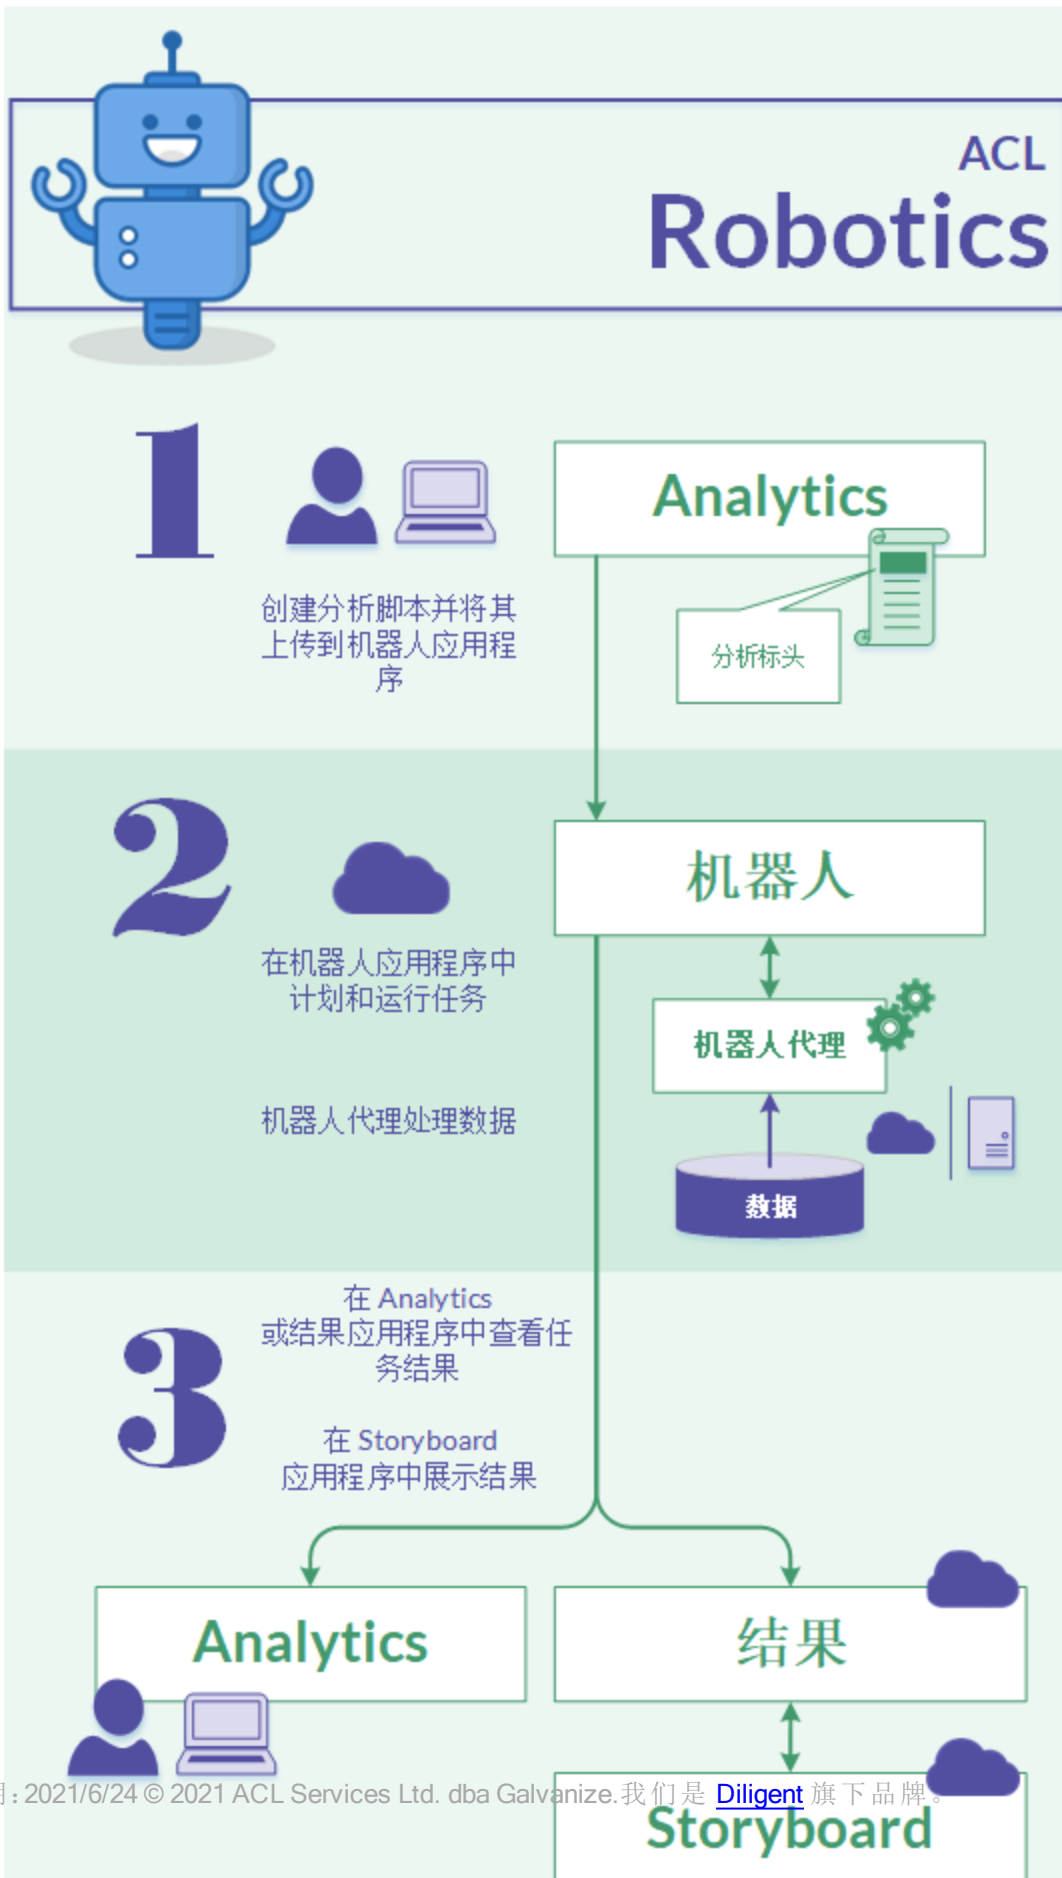 ACL
Robotics
1
Analytics
创建分析脚本并将其
上传到机器人应用程
序
分析标头
2
机器人
在机器人应用程序中
计划和运行任务
机器人代理
机器人代理处理数据
数据
3
在 Analytics
或结果应用程序中查看任
务结果
在 Storyboard
应用程序中展示结果
Analytics
结果
:2021/6/24 © 2021 ACL Services Ltd. dba Galvanize.我们是 Diligent 旗下品牌。
Storyboard